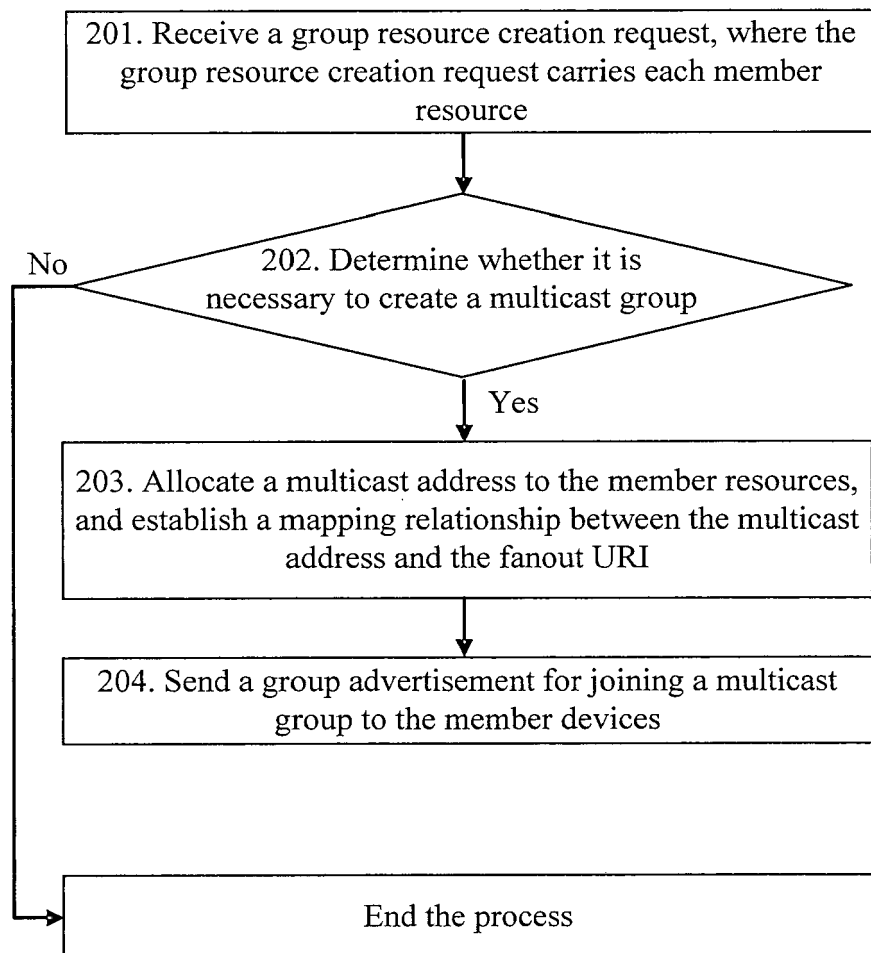 201. Receive a group resource creation request, where the
group resource creation request carries each member
resource
No
202. Determine whether it is
necessary to create a multicast group
Yes
203. Allocate a multicast address to the member resources,
and establish a mapping relationship between the multicast
address and the fanout URI
204. Send a group advertisement for joining a multicast
group to the member devices
End the process